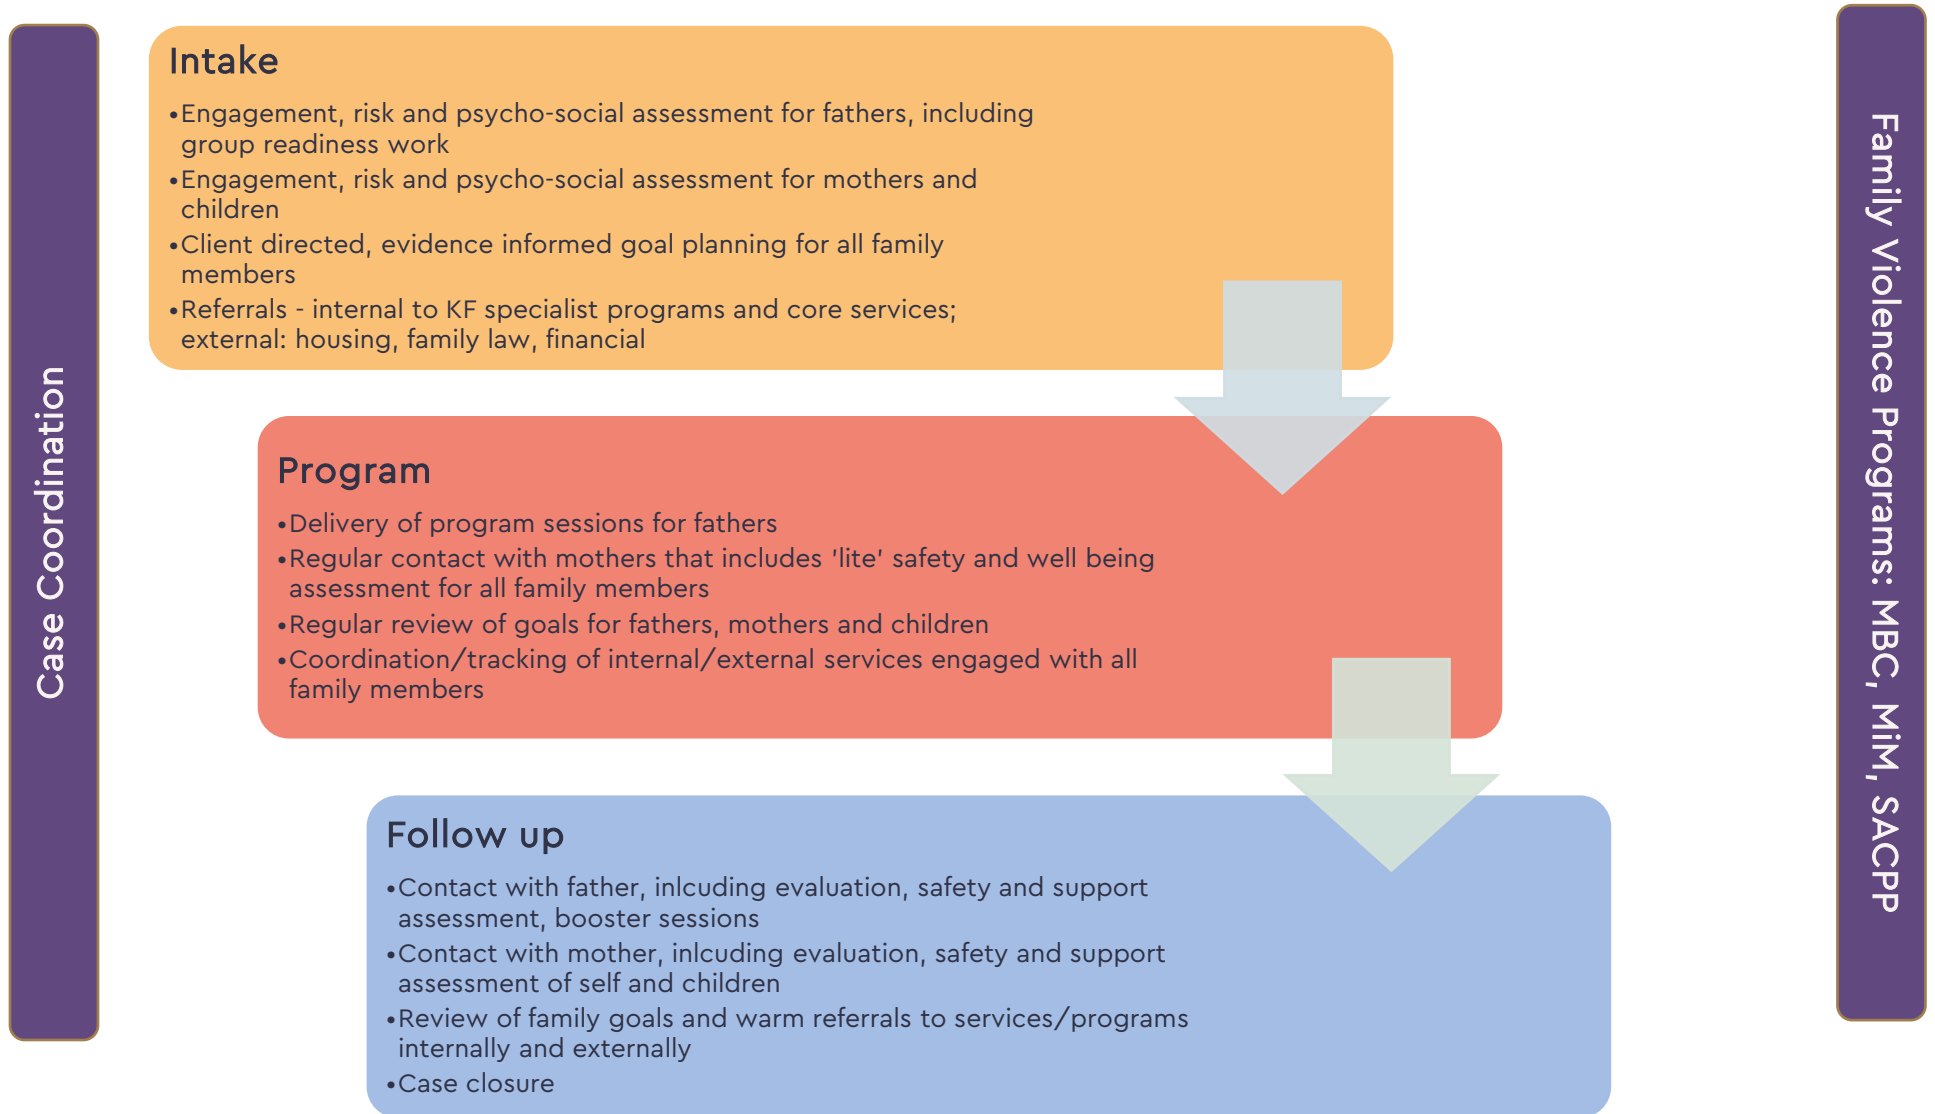 Case Coordination
Intake
•Engagement, risk and psycho-social assessment for fathers, including
group readiness work
•Engagement, risk and psycho-social assessment for mothers and
children
•Client directed, evidence informed goal planning for all family
members
•Referrals - internal to KF specialist programs and core services;
external: housing, family law, financial
Program
•Delivery of program sessions for fathers
•Regular contact with mothers that includes 'lite' safety and well being
assessment for all family members
•Regular review of goals for fathers, mothers and children
•Coordination/tracking of internal/external services engaged with all
family members
Follow up
•Contact with father, inlcuding evaluation, safety and support
assessment, booster sessions
•Contact with mother, inlcuding evaluation, safety and support
assessment of self and children
•Review of family goals and warm referrals to services/programs
internally and externally
•Case closure
Family Violence Programs: MBC, MiM, SACPP